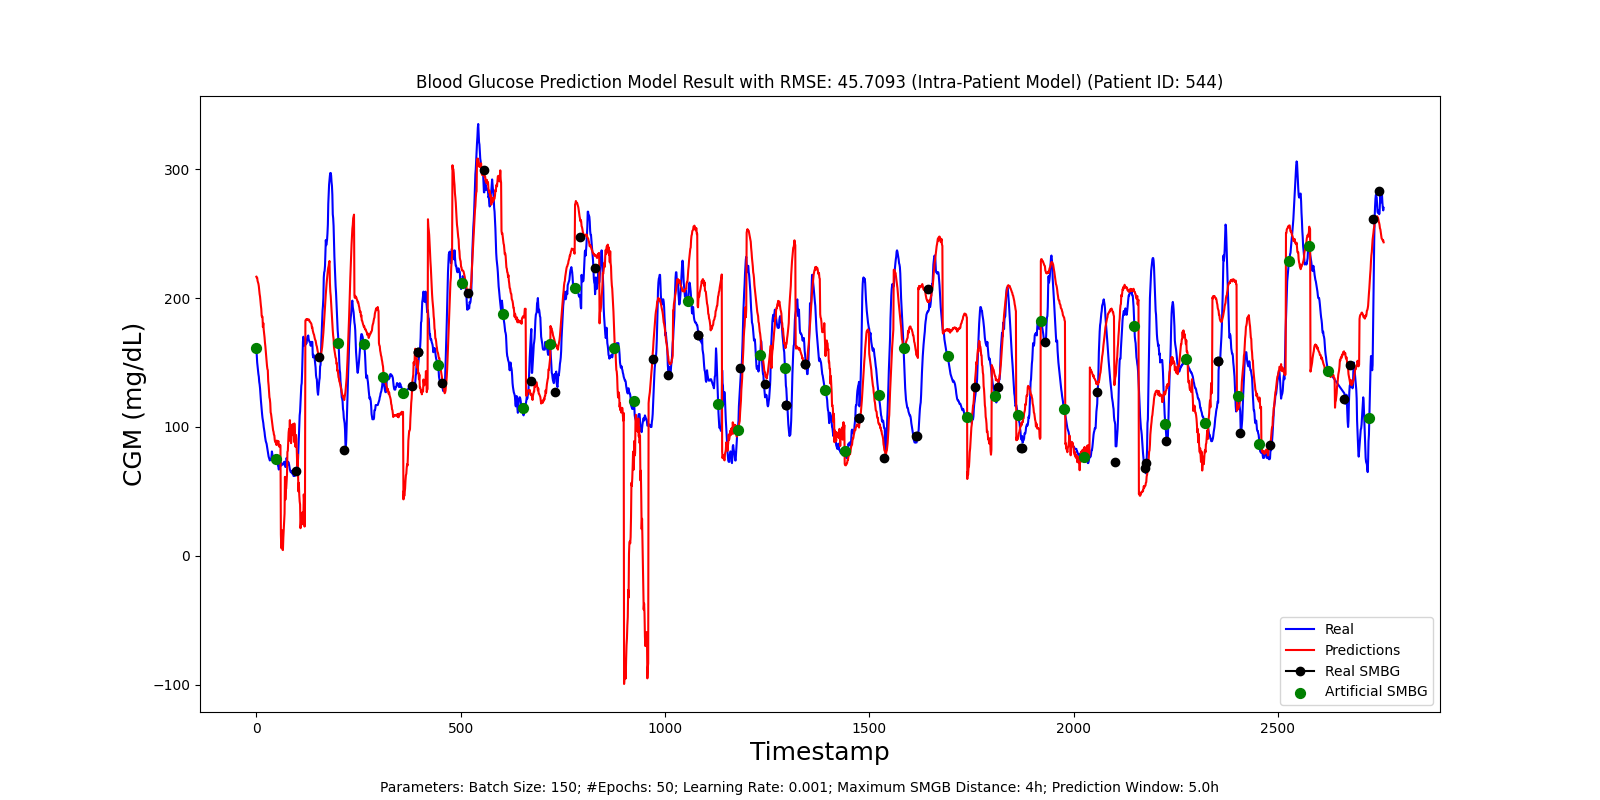 Blood Glucose Prediction Model Result with RMSE: 45.7093 (Intra-Patient Model) (Patient ID: 544)
CGM (mg/dL)
300
200
100
0
−100
0 500 1000 1500 2000 2500
Real
Predictions
Real SMBG
Artificial SMBG
Timestamp
Parameters: Batch Size: 150; #Epochs: 50; Learning Rate: 0.001; Maximum SMGB Distance: 4h; Prediction Window: 5.0h